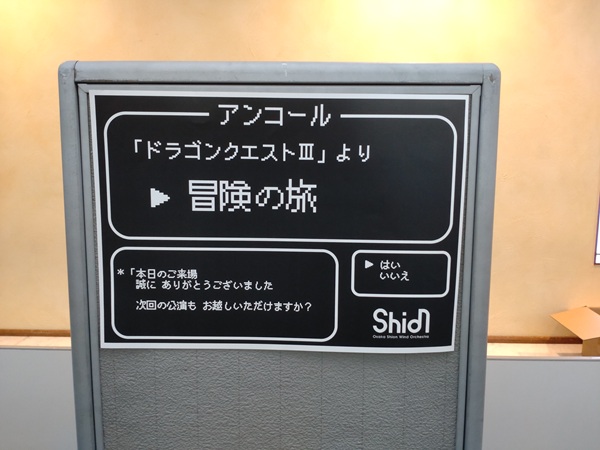 アンコール
「ドラゴンクエストⅢ」より
▶ 冒険の旅
＊「本日のご来場
誠に ありがとうございました
次回の公演も お越しいただけますか？
▶ はい
いいえ
Shion
Osaka Shion Wind Orchestra